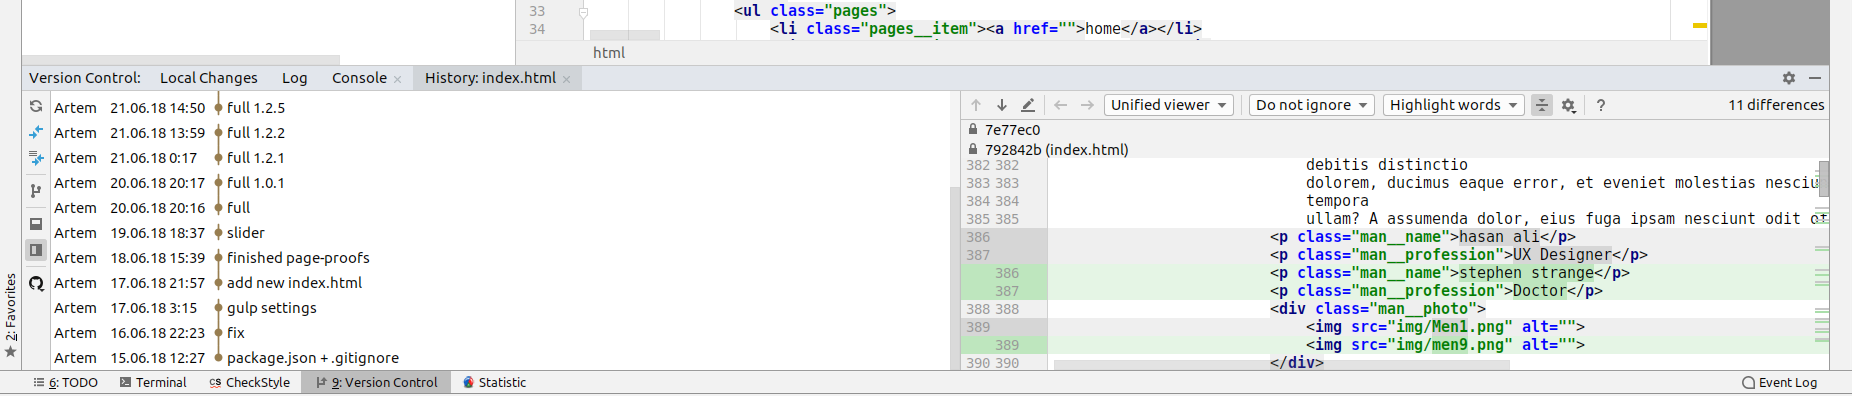 33 <ul class="pages">
34 <li class="pages__item"><a href="">home</a></li>
html
Version Control: Local Changes Log Console × History: index.html ×
Artem 21.06.18 14:50 full 1.2.5
Artem 21.06.18 13:59 full 1.2.2
Artem 21.06.18 0:17 full 1.2.1
Artem 20.06.18 20:17 full 1.0.1
Artem 20.06.18 20:16 full
Artem 19.06.18 18:37 slider
Artem 18.06.18 15:39 finished page-proofs
Artem 17.06.18 21:57 add new index.html
Artem 17.06.18 3:15 gulp settings
Artem 16.06.18 22:23 fix
Artem 15.06.18 12:27 package.json + .gitignore
Unified viewer Do not ignore Highlight words ? 11 differences
7e77ec0
792842b (index.html)
382 382 debitis distinctio
383 383 dolorem, ducimus eaque error, et eveniet molestias nesciu
384 384 tempora
385 385 ullam? A assumenda dolor, eius fuga ipsam nesciunt odit of
386 <p class="man__name">hasan ali</p>
387 <p class="man__profession">UX Designer</p>
386 <p class="man__name">stephen strange</p>
387 <p class="man__profession">Doctor</p>
388 388 <div class="man__photo">
389 <img src="img/Men1.png" alt="">
389 <img src="img/men9.png" alt="">
390 390 </div>
2: Favorites
6: TODO Terminal CS CheckStyle 9: Version Control Statistic Event Log